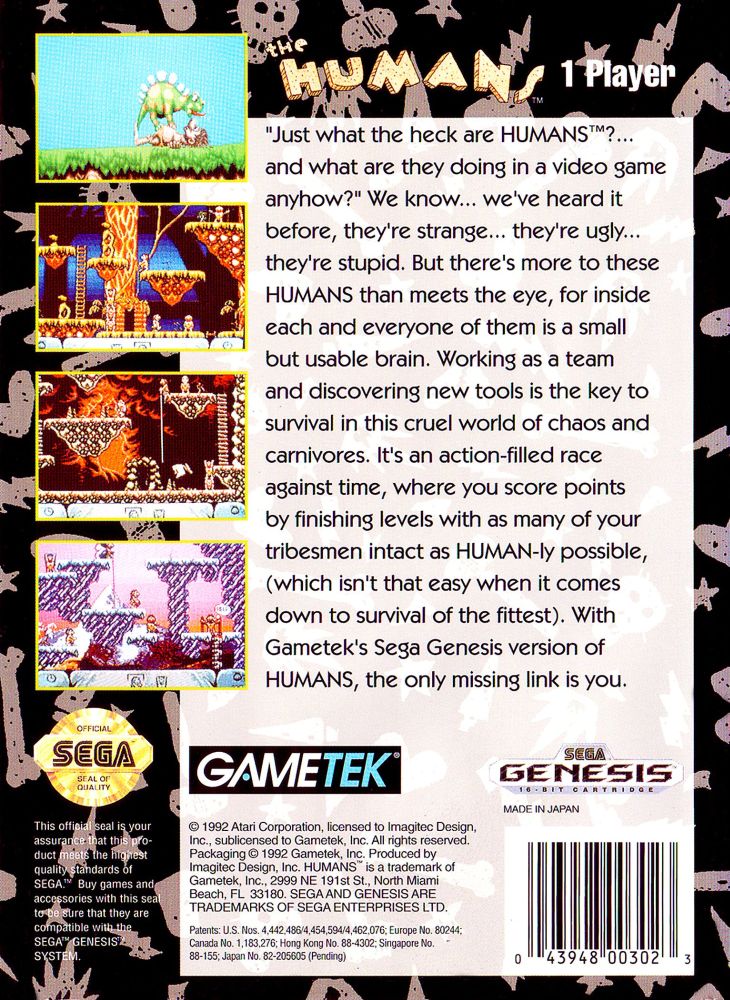 the
HUMANS™
1 Player
"Just what the heck are HUMANS™?...
and what are they doing in a video game
anyhow?" We know... we've heard it
before, they're strange... they're ugly...
they're stupid. But there's more to these
HUMANS than meets the eye, for inside
each and everyone of them is a small
but usable brain. Working as a team
and discovering new tools is the key to
survival in this cruel world of chaos and
carnivores. It's an action-filled race
against time, where you score points
by finishing levels with as many of your
tribesmen intact as HUMAN-ly possible,
(which isn't that easy when it comes
down to survival of the fittest). With
Gametek's Sega Genesis version of
HUMANS, the only missing link is you.
OFFICIAL
SEGA
SEAL OF
QUALITY
This official seal is your
assurance that this pro-
duct meets the highest
quality standards of
SEGA.™ Buy games and
accessories with this seal
to be sure that they are
compatible with the
SEGA™ GENESIS™
SYSTEM.
GAMETEK®
SEGA
GENESIS
16-BIT CARTRIDGE
MADE IN JAPAN
© 1992 Atari Corporation, licensed to Imagitec Design,
Inc., sublicensed to Gametek, Inc. All rights reserved.
Packaging © 1992 Gametek, Inc. Produced by
Imagitec Design, Inc. HUMANS™ is a trademark of
Gametek, Inc., 2999 NE 191st St., North Miami
Beach, FL 33180. SEGA AND GENESIS ARE
TRADEMARKS OF SEGA ENTERPRISES LTD.
Patents: U.S. Nos. 4,442,486/4,454,594/4,462,076; Europe No. 80244;
Canada No. 1,183,276; Hong Kong No. 88-4302; Singapore No.
88-155; Japan No. 82-205605 (Pending)
0 43948 00302 3